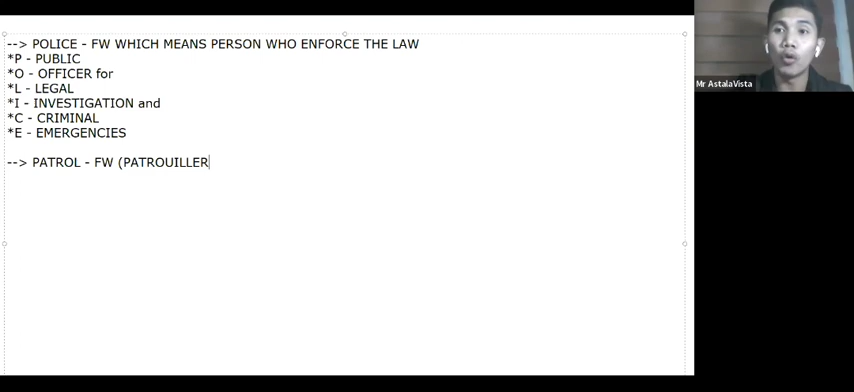 --> POLICE - FW WHICH MEANS PERSON WHO ENFORCE THE LAW
*P - PUBLIC
*O - OFFICER for
*L - LEGAL
*I - INVESTIGATION and
*C - CRIMINAL
*E - EMERGENCIES
--> PATROL - FW (PATROUILLER
Mr AstalaVista